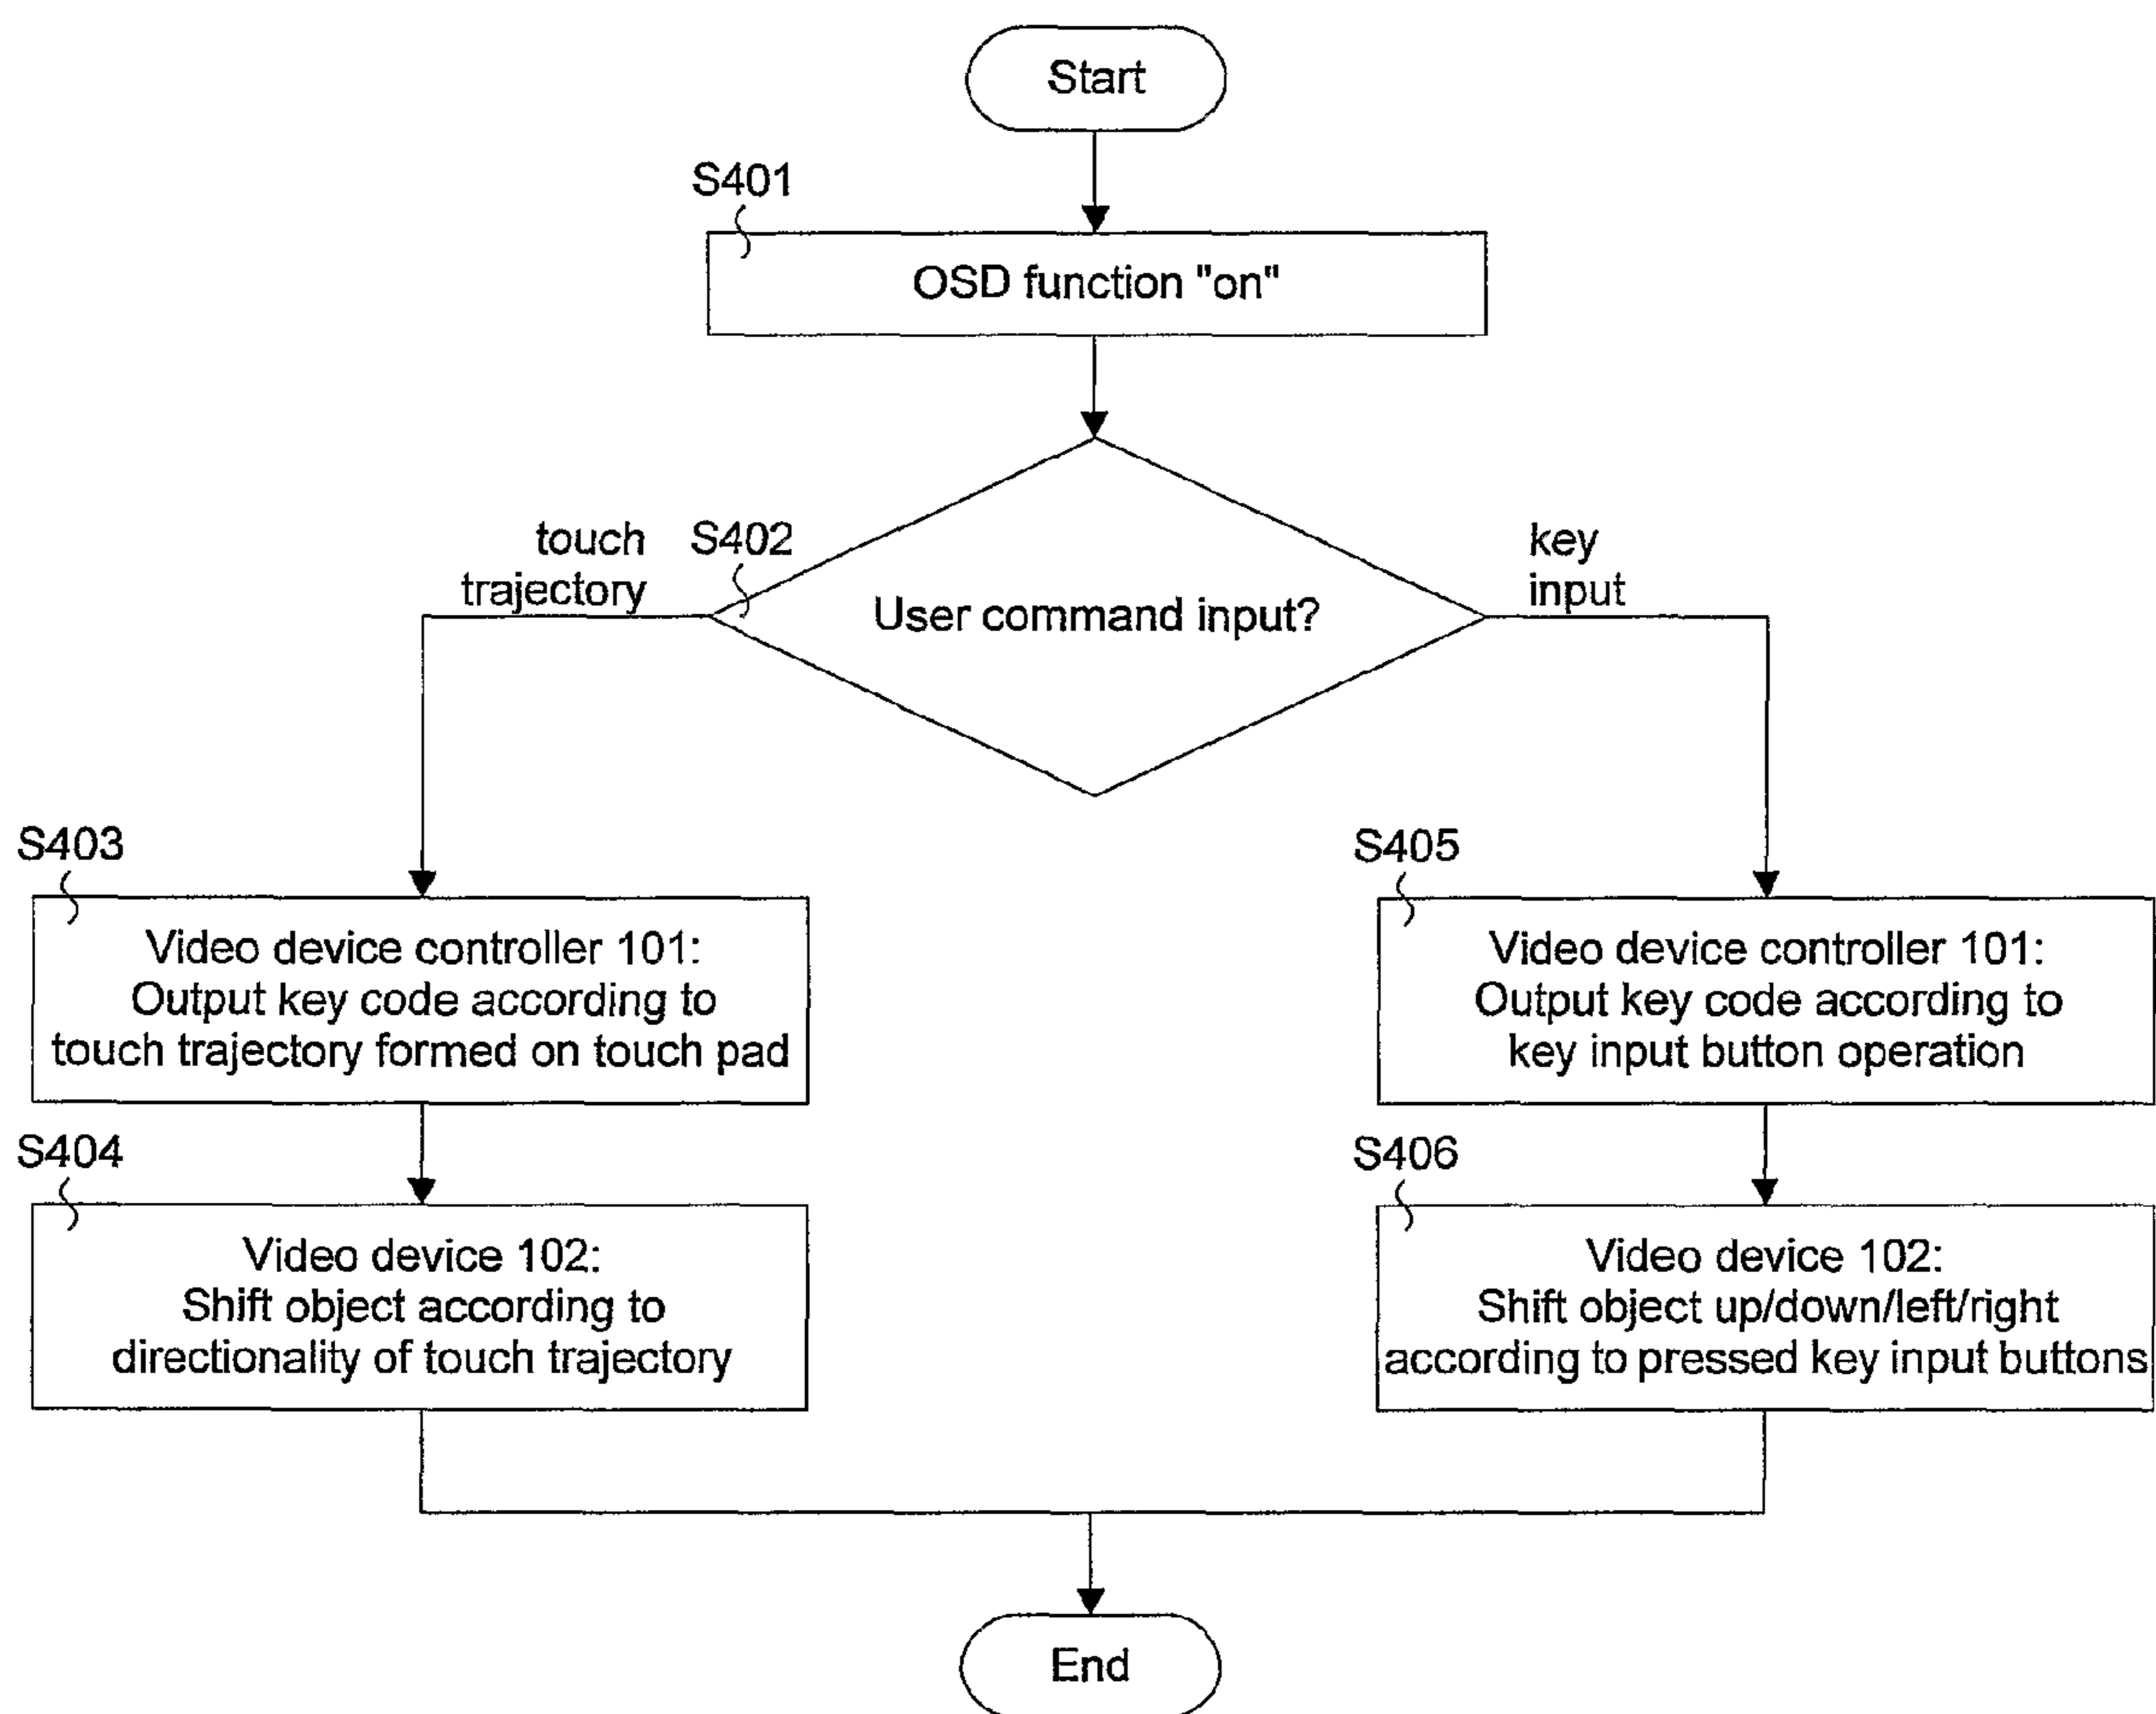 Start
S401
OSD function "on"
touch
trajectory
S402
User command input?
key
input
S403
Video device controller 101:
Output key code according to
touch trajectory formed on touch pad
S405
Video device controller 101:
Output key code according to
key input button operation
S404
Video device 102:
Shift object according to
directionality of touch trajectory
S406
Video device 102:
Shift object up/down/left/right
according to pressed key input buttons
End